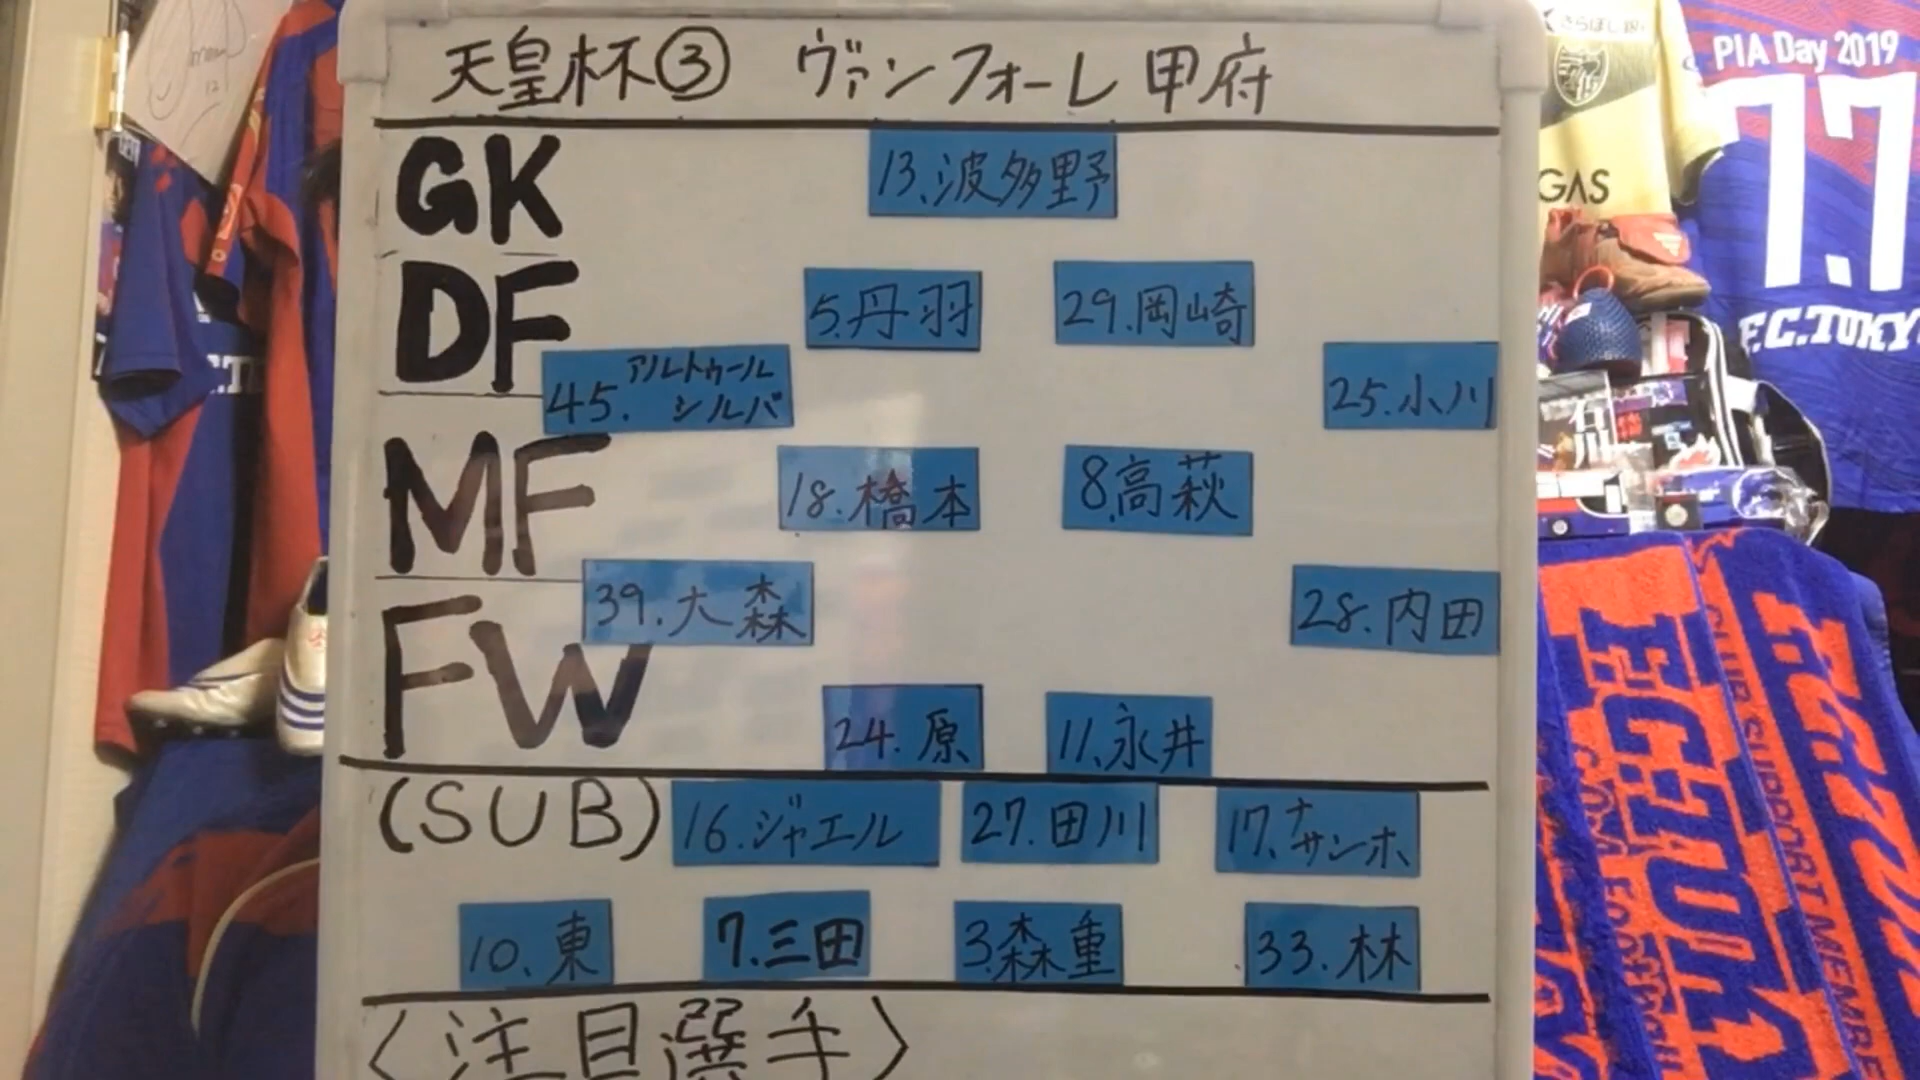 天皇杯③ ヴァンフォーレ甲府
GK
13.波多野
DF
5.丹羽 29.岡崎
45.アルトゥール シルバ 25.小川
MF
18.橋本 8.高萩
39.大森 28.内田
FW
24.原 11.永井
(SUB) 16.ジャエル 27.田川 17.ナサンホ
10.東 7.三田 3.森重 33.林
〈注目選手〉
PIA Day 2019
7.7
F.C.TOKY
GAS